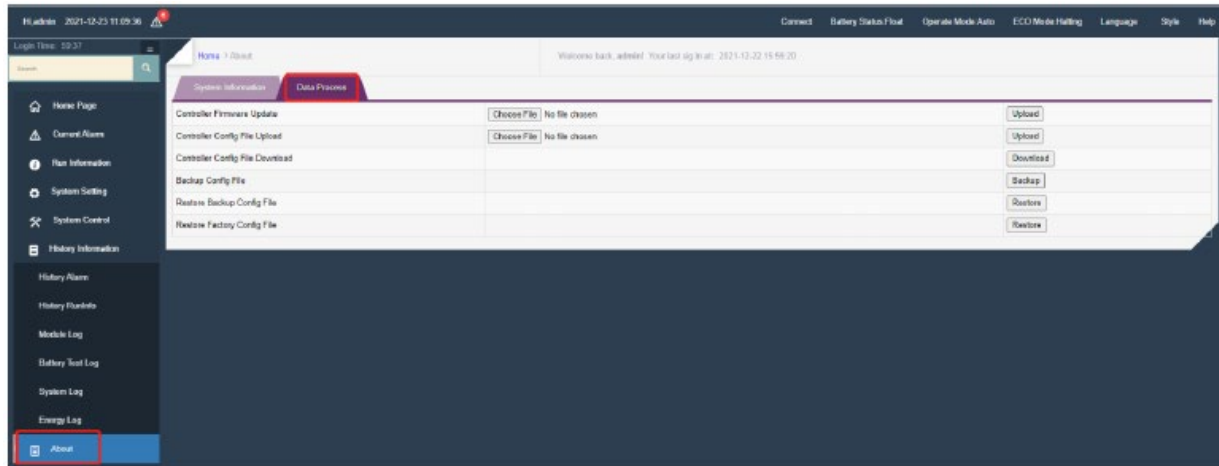 Hi,admin 2021-12-23 11:09:36
Connect Battery Status:Float Operate Mode:Auto ECO Mode:Halting Language Style Help
Login Time: 59:37
Search
Home > About
Welcome back, admin! Your last sig in at: 2021-12-22 15:59:20
System Information Data Process
Controller Firmware Update Choose File No file chosen Upload
Controller Config File Upload Choose File No file chosen Upload
Controller Config File Download Download
Backup Config File Backup
Restore Backup Config File Restore
Restore Factory Config File Restore
Home Page
Current Alarm
Run Information
System Setting
System Control
History Information
History Alarm
History RunInfo
Module Log
Battery Test Log
System Log
Energy Log
About